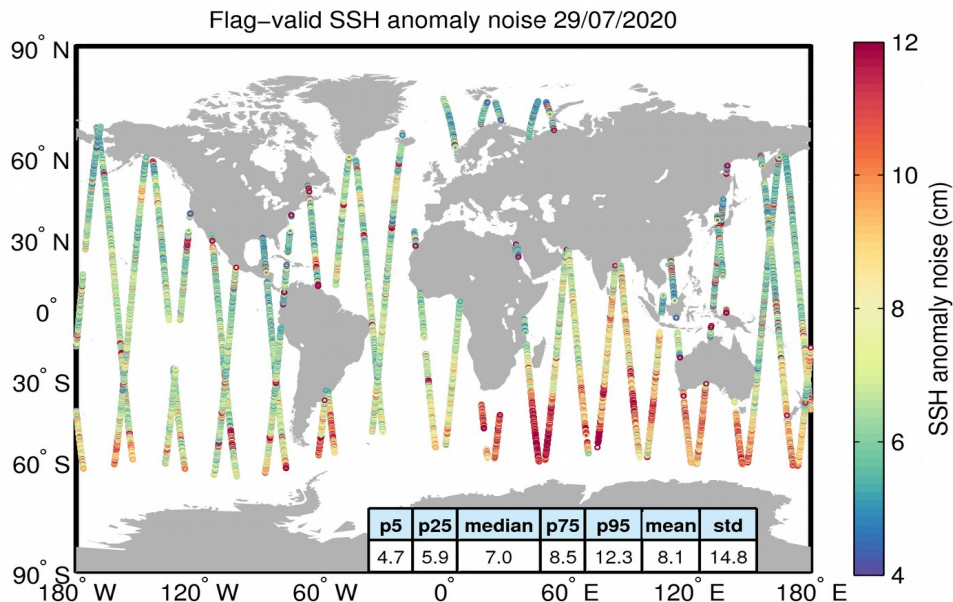 Flag−valid SSH anomaly noise 29/07/2020
90° N
60° N
30° N
0°
30° S
60° S
90° S
180° W
120° W
60° W
0°
60° E
120° E
180° E
p5 p25 median p75 p95 mean std
4.7 5.9 7.0 8.5 12.3 8.1 14.8
12
10
8
6
4
SSH anomaly noise (cm)